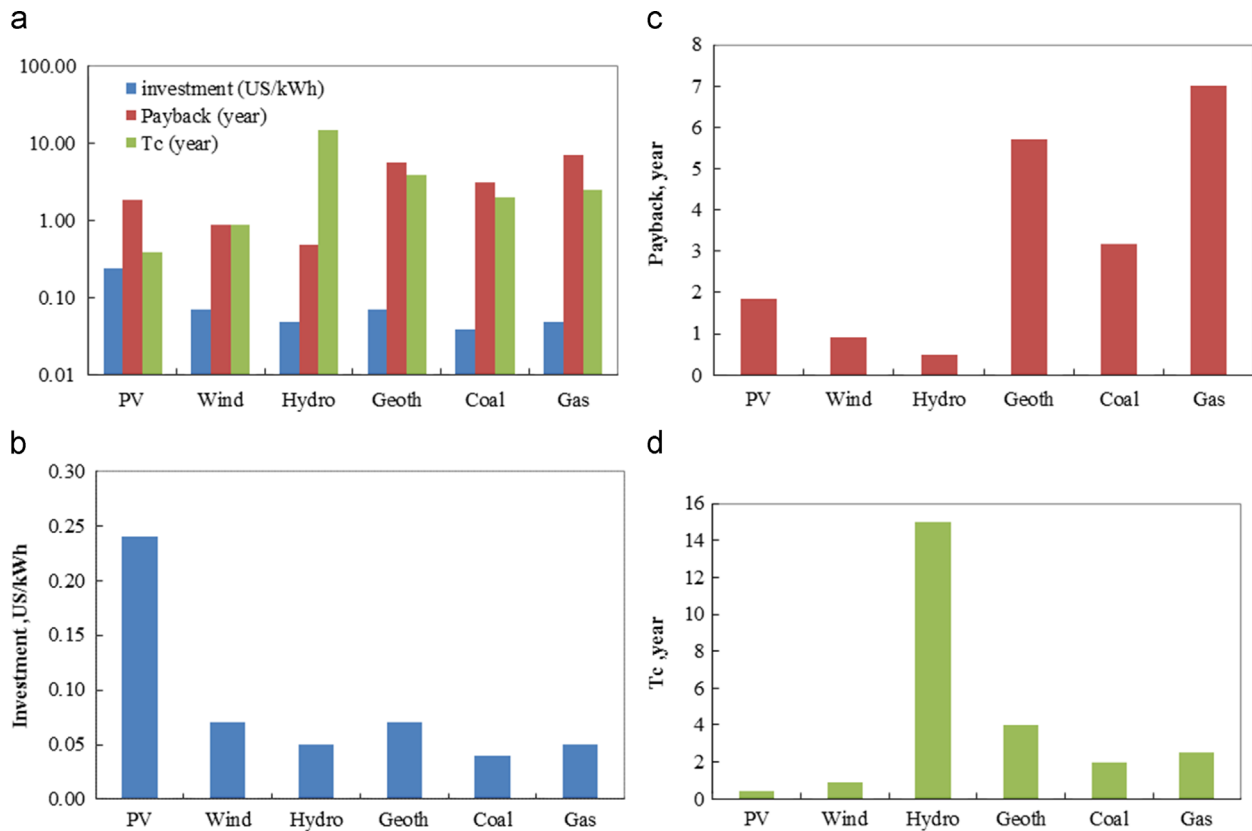 a
100.00
10.00
1.00
0.10
0.01
investment (US/kWh)
Payback (year)
Tc (year)
PV Wind Hydro Geoth Coal Gas
c
Payback, year
8
7
6
5
4
3
2
1
0
PV Wind Hydro Geoth Coal Gas
b
Investment ,US/kWh
0.30
0.25
0.20
0.15
0.10
0.05
0.00
PV Wind Hydro Geoth Coal Gas
d
Tc ,year
16
14
12
10
8
6
4
2
0
PV Wind Hydro Geoth Coal Gas